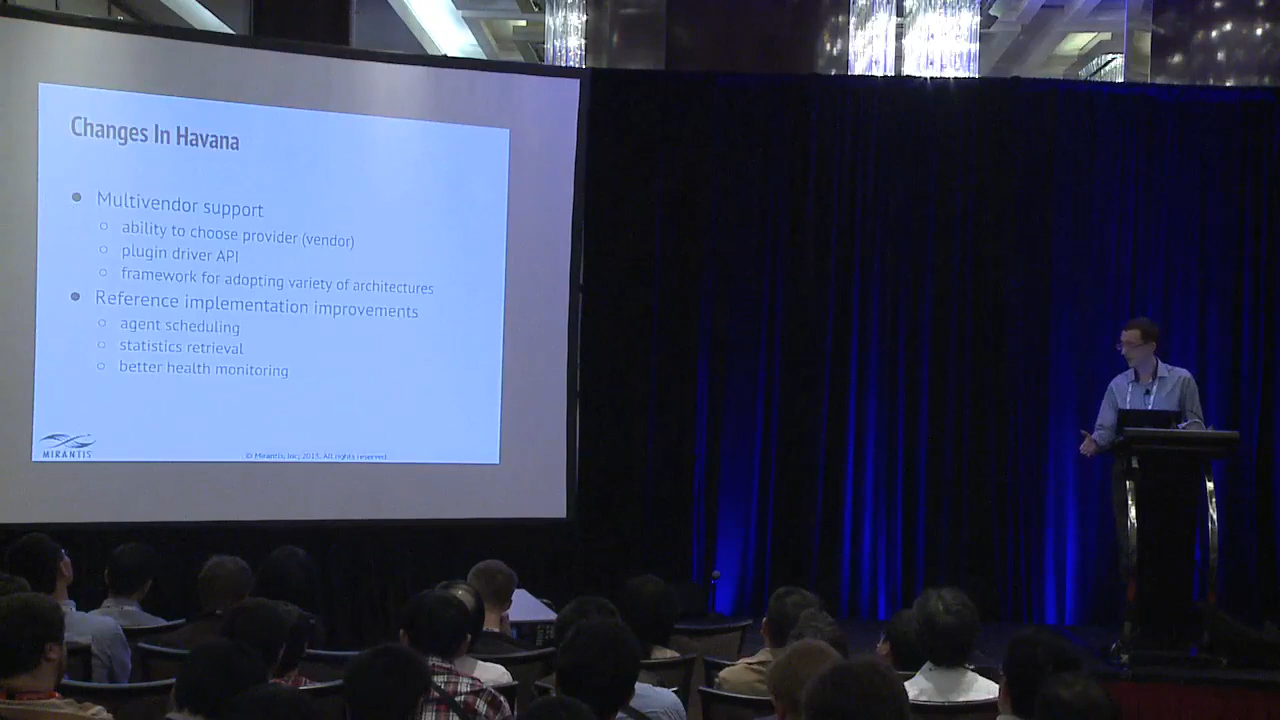 Changes In Havana
● Multivendor support
○ ability to choose provider (vendor)
○ plugin driver API
○ framework for adopting variety of architectures
● Reference implementation improvements
○ agent scheduling
○ statistics retrieval
○ better health monitoring
MIRANTIS
© Mirantis, Inc, 2013. All rights reserved.